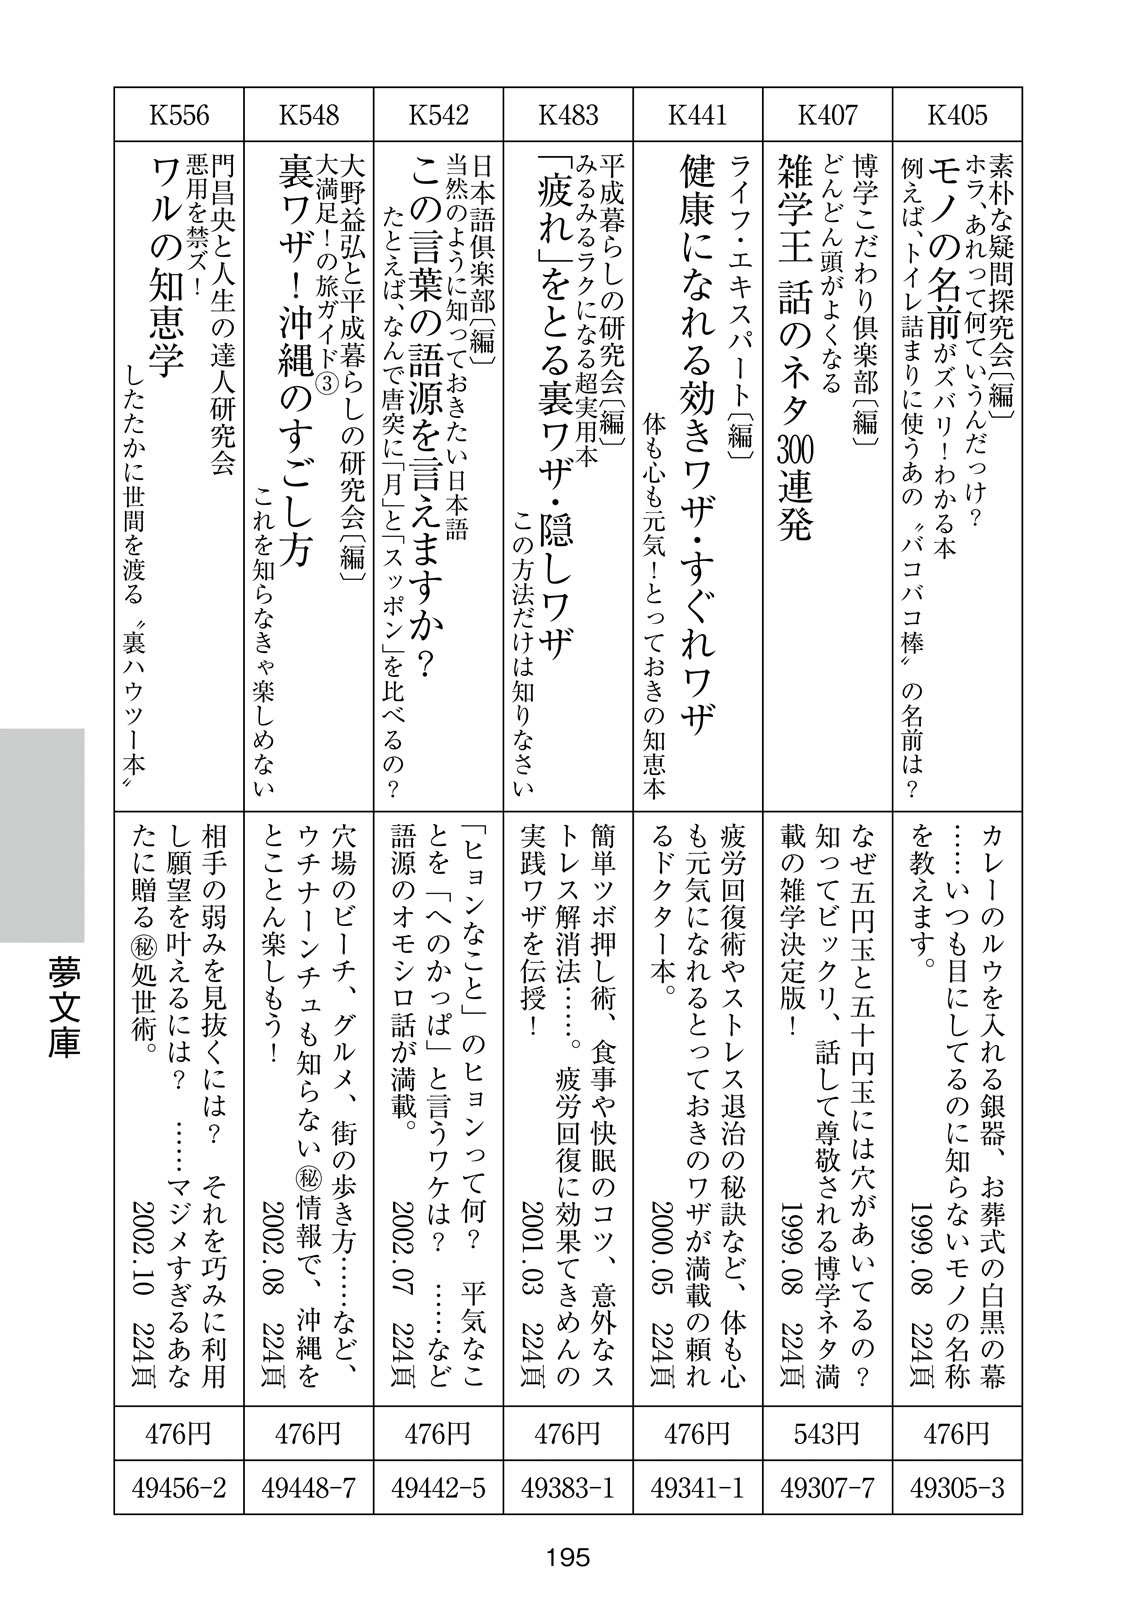 K405
素朴な疑問探究会〔編〕
ホラ、あれって何ていうんだっけ？
モノの名前がズバリ！わかる本
例えば、トイレ詰まりに使うあの〝バコバコ棒〟の名前は？
カレーのルウを入れる銀器、お葬式の白黒の幕
……いつも目にしてるのに知らないモノの名称
を教えます。
1999.08　224頁
476円
49305-3
K407
博学こだわり倶楽部〔編〕
どんどん頭がよくなる
雑学王 話のネタ300連発
なぜ五円玉と五十円玉には穴があいてるの？
知ってビックリ、話して尊敬される博学ネタ満
載の雑学決定版！
1999.08　224頁
543円
49307-7
K441
ライフ・エキスパート〔編〕
健康になれる効きワザ・すぐれワザ
体も心も元気！とっておきの知恵本
疲労回復術やストレス退治の秘訣など、体も心
も元気になれるとっておきのワザが満載の頼れ
るドクター本。
2000.05　224頁
476円
49341-1
K483
平成暮らしの研究会〔編〕
みるみるラクになる超実用本
「疲れ」をとる裏ワザ・隠しワザ
この方法だけは知りなさい
簡単ツボ押し術、食事や快眠のコツ、意外なス
トレス解消法……。疲労回復に効果てきめんの
実践ワザを伝授！
2001.03　224頁
476円
49383-1
K542
日本語倶楽部〔編〕
当然のように知っておきたい日本語
この言葉の語源を言えますか？
たとえば、なんで唐突に「月」と「スッポン」を比べるの？
「ヒョンなこと」のヒョンって何？　平気なこ
とを「へのかっぱ」と言うワケは？　……など
語源のオモシロ話が満載。
2002.07　224頁
476円
49442-5
K548
大野益弘と平成暮らしの研究会〔編〕
大満足！の旅ガイド③
裏ワザ！沖縄のすごし方
これを知らなきゃ楽しめない
穴場のビーチ、グルメ、街の歩き方……など、
ウチナーンチュも知らない㊙情報で、沖縄を
とことん楽しもう！
2002.08　224頁
476円
49448-7
K556
門昌央と人生の達人研究会
悪用を禁ズ！
ワルの知恵学
したたかに世間を渡る〝裏ハウツー本〟
相手の弱みを見抜くには？　それを巧みに利用
し願望を叶えるには？　……マジメすぎるあな
たに贈る㊙処世術。
2002.10　224頁
476円
49456-2
夢文庫
195